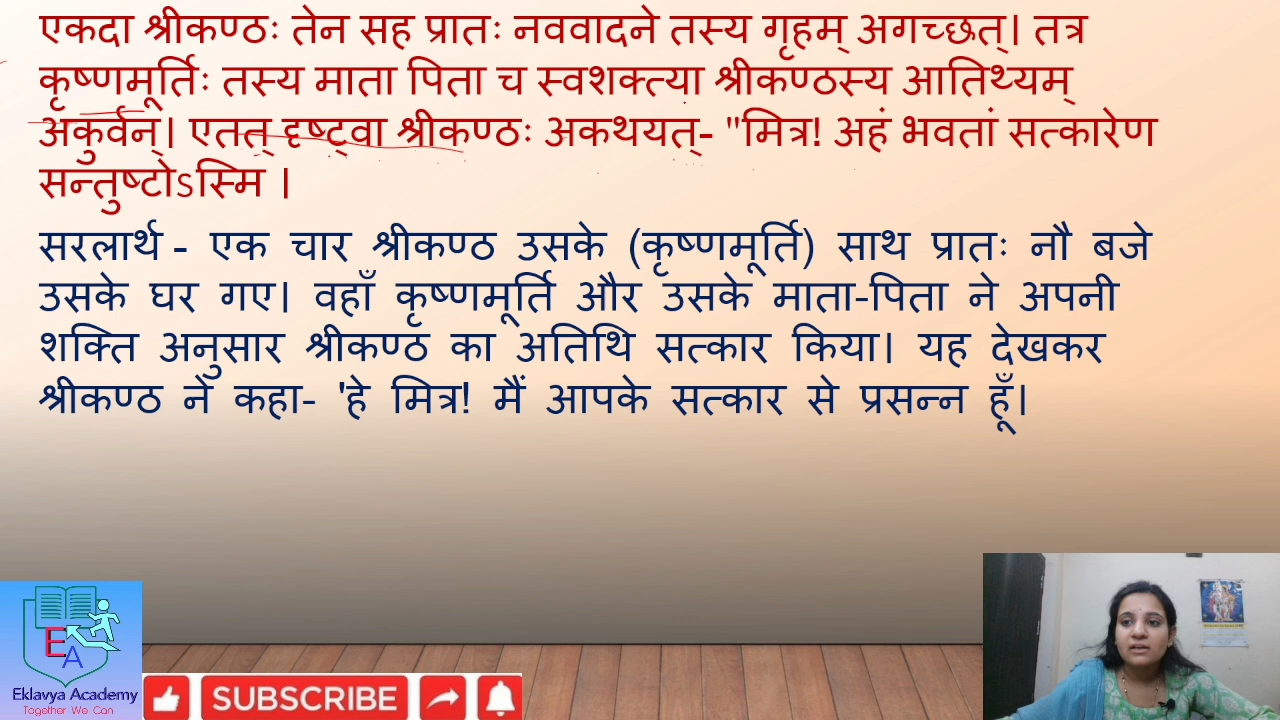 एकदा श्रीकण्ठः तेन सह प्रातः नववादने तस्य गृहम् अगच्छत्। तत्र
कृष्णमूर्तिः तस्य माता पिता च स्वशक्त्या श्रीकण्ठस्य आतिथ्यम्
अकुर्वन्। एतत् दृष्ट्वा श्रीकण्ठः अकथयत्- "मित्र! अहं भवतां सत्कारेण
सन्तुष्टोऽस्मि ।
सरलार्थ - एक चार श्रीकण्ठ उसके (कृष्णमूर्ति) साथ प्रातः नौ बजे
उसके घर गए। वहाँ कृष्णमूर्ति और उसके माता-पिता ने अपनी
शक्ति अनुसार श्रीकण्ठ का अतिथि सत्कार किया। यह देखकर
श्रीकण्ठ ने कहा- 'हे मित्र! मैं आपके सत्कार से प्रसन्न हूँ।
EA
Eklavya Academy
Together We Can
SUBSCRIBE